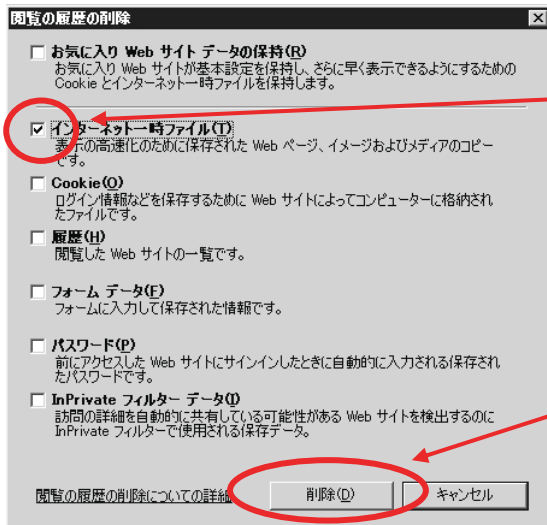 閲覧の履歴の削除
お気に入り Web サイト データの保持(R)
お気に入り Web サイトが基本設定を保持し、さらに早く表示できるようにするための
Cookie とインターネット一時ファイルを保持します。
インターネット一時ファイル(T)
表示の高速化のために保存された Web ページ、イメージおよびメディアのコピー
です。
Cookie(O)
ログイン情報などを保存するために Web サイトによってコンピューターに格納され
たファイルです。
履歴(H)
閲覧した Web サイトの一覧です。
フォーム データ(F)
フォームに入力して保存された情報です。
パスワード(P)
前にアクセスした Web サイトにサインインしたときに自動的に入力される保存され
たパスワードです。
InPrivate フィルター データ(I)
訪問の詳細を自動的に共有している可能性がある Web サイトを検出するのに
InPrivate フィルターで使用される保存データ。
閲覧の履歴の削除についての詳細
削除(D)
キャンセル